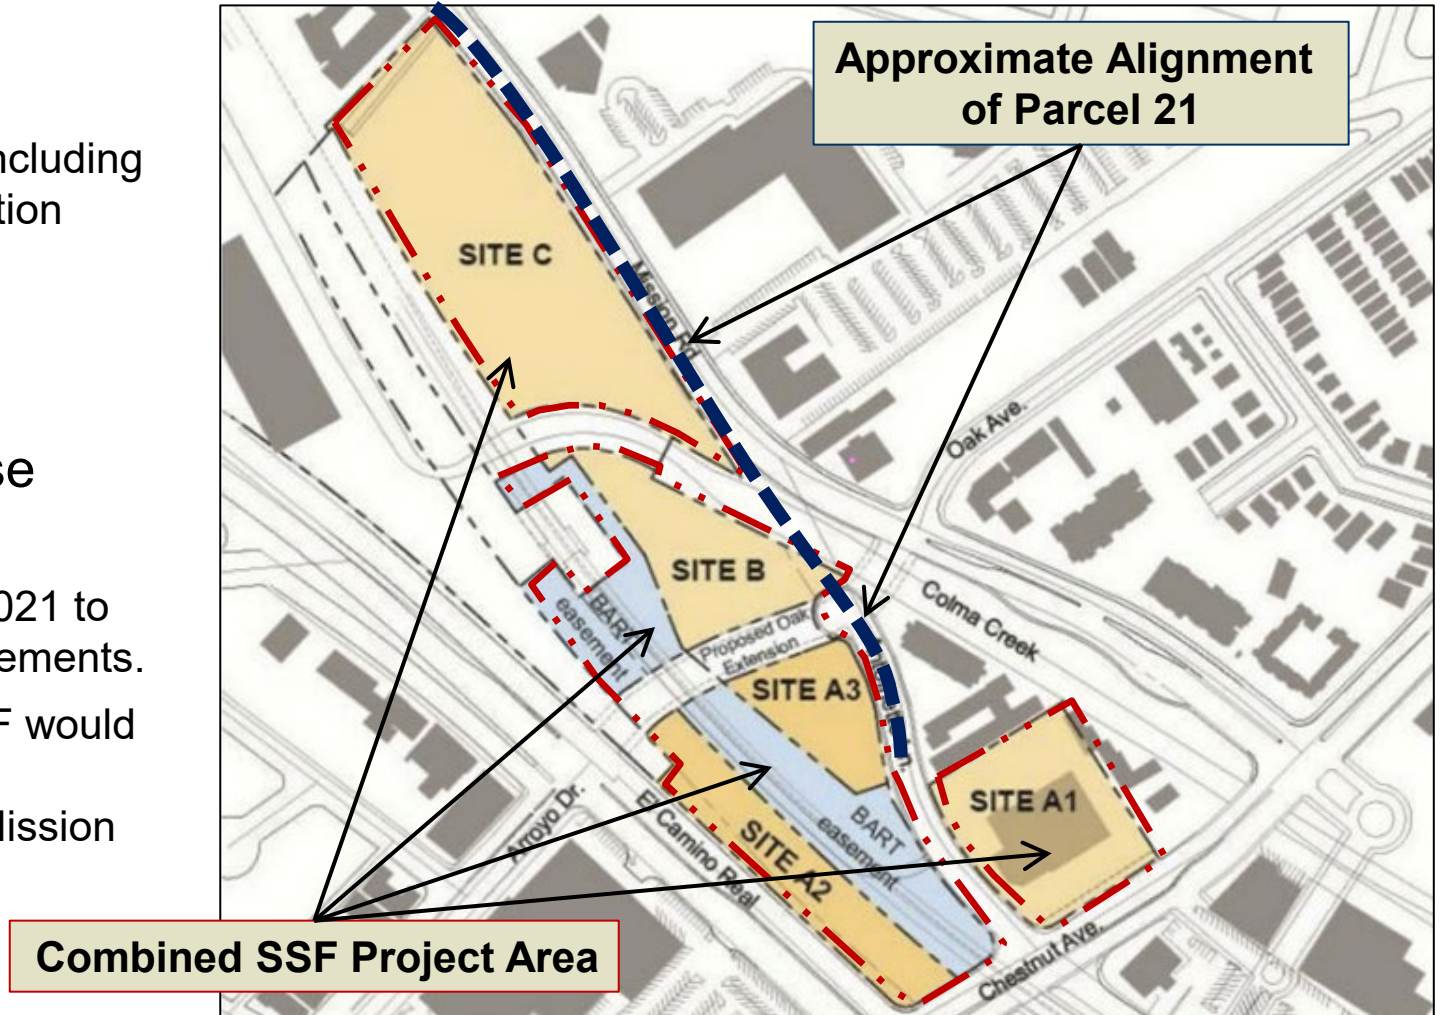 ncluding
tion
se
021 to
ements.
F would
Mission
Approximate Alignment
of Parcel 21
SITE C
Mission Rd
Oak Ave.
SITE B
BART
easement
Proposed Oak
Extension
Colma Creek
SITE A3
SITE A1
BART
easement
SITE A2
Arroyo Dr.
El Camino Real
Chestnut Ave.
Combined SSF Project Area